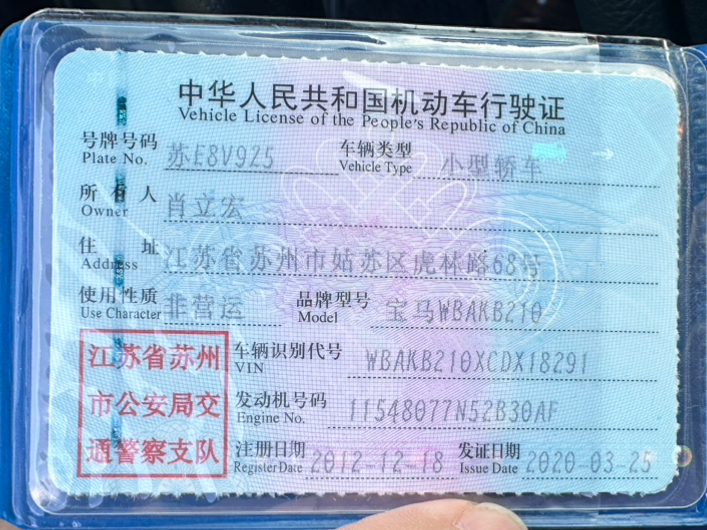 中华人民共和国机动车行驶证
Vehicle License of the People's Republic of China
号牌号码 苏E8V925 车辆类型 小型轿车
Plate No. Vehicle Type
所有人 肖立宏
Owner
住址 江苏省苏州市姑苏区虎林路68号
Address
使用性质 非营运 品牌型号 宝马WBAKB210
Use Character Model
江苏省苏州
市公安局交
通警察支队
车辆识别代号 WBAKB210XCDX18291
VIN
发动机号码 11548077N52B30AF
Engine No.
注册日期 2012-12-18 发证日期 2020-03-25
Register Date Issue Date